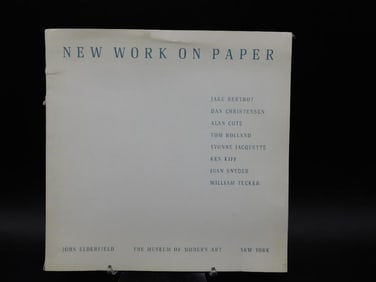 NEW WORK ON PAPER
JAKE BERTHOT
DAN CHRISTENSEN
ALAN COTE
TOM HOLLAND
YVONNE JACQUETTE
KEN KIFF
JOAN SNYDER
WILLIAM TUCKER
JOHN ELDERFIELD THE MUSEUM OF MODERN ART NEW YORK